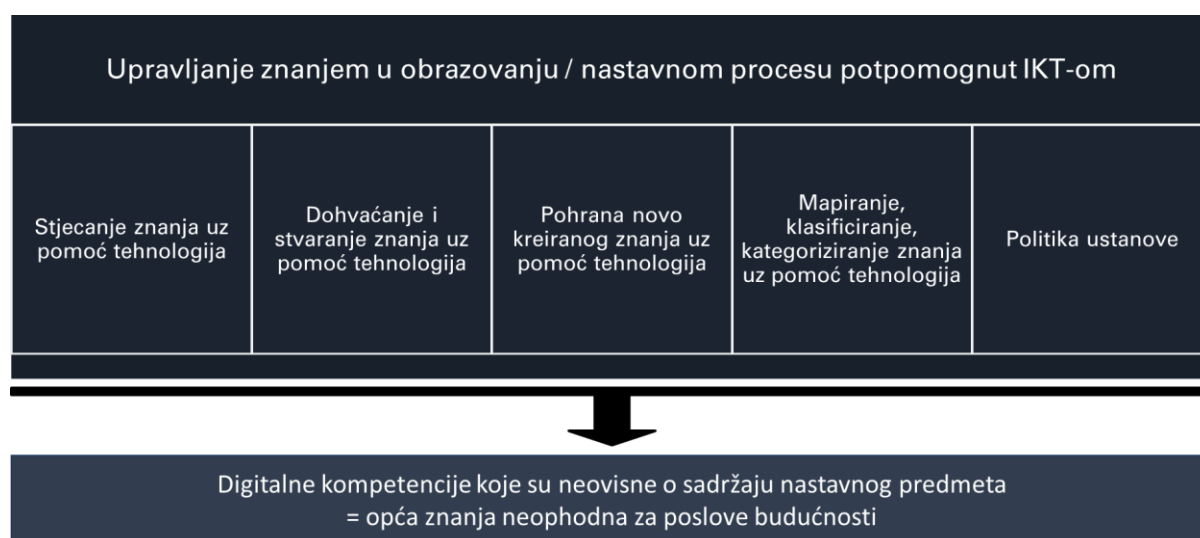 Upravljanje znanjem u obrazovanju / nastavnom procesu potpomognut IKT-om
Stjecanje znanja uz
pomoć tehnologija
Dohvaćanje i
stvaranje znanja uz
pomoć tehnologija
Pohrana novo
kreiranog znanja uz
pomoć tehnologija
Mapiranje,
klasificiranje,
kategoriziranje znanja
uz pomoć tehnologija
Politika ustanove
Digitalne kompetencije koje su neovisne o sadržaju nastavnog predmeta
= opća znanja neophodna za poslove budućnosti